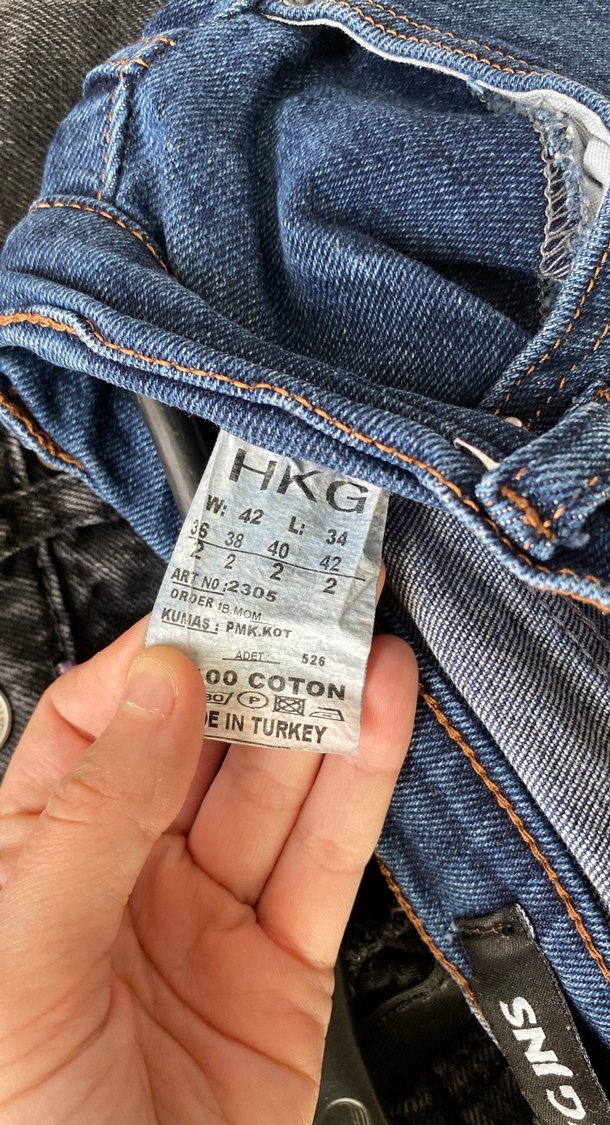 HKG
W: 42 L: 34
36 38 40 42
2 2 2 2
ART NO ;2305
ORDER IB.MOM
KUMAS : PMK.KOT
ADET : 526
00 COTON
P
DE IN TURKEY
G INS